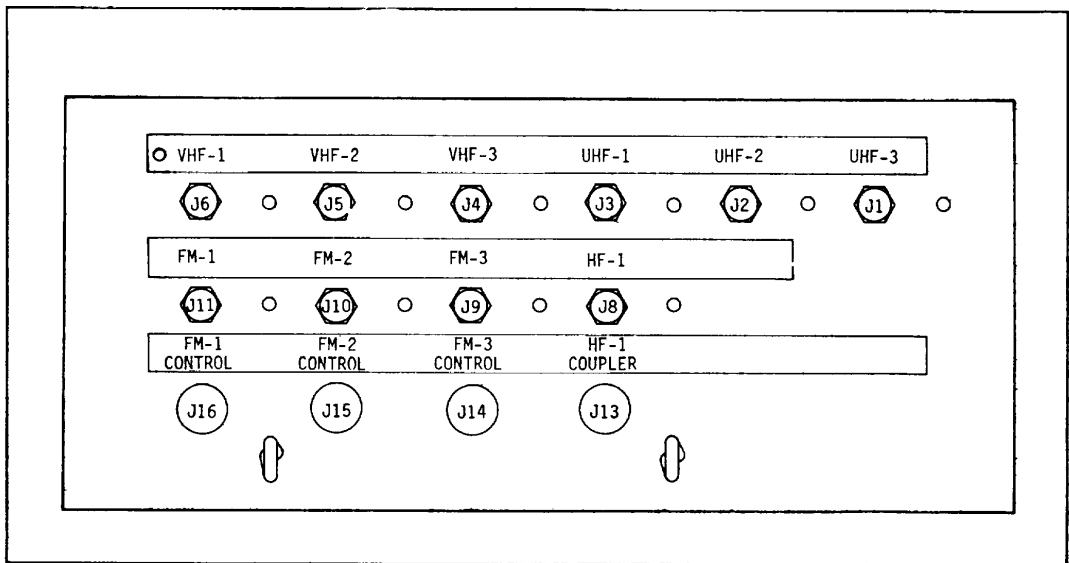 VHF-1 VHF-2 VHF-3 UHF-1 UHF-2 UHF-3
J6 J5 J4 J3 J2 J1
FM-1 FM-2 FM-3 HF-1
J11 J10 J9 J8
FM-1 FM-2 FM-3 HF-1
CONTROL CONTROL CONTROL COUPLER
J16 J15 J14 J13